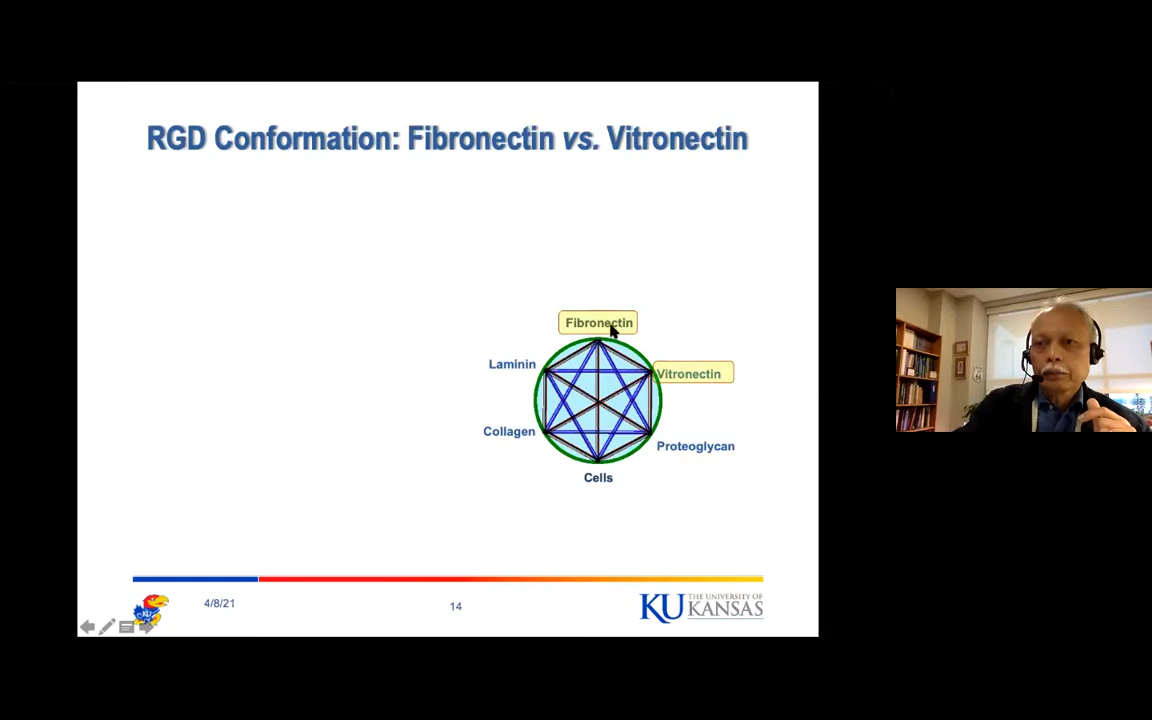 RGD Conformation: Fibronectin vs. Vitronectin
Fibronectin
Laminin
Vitronectin
Collagen
Proteoglycan
Cells
4/8/21
14
KU THE UNIVERSITY OF
KANSAS